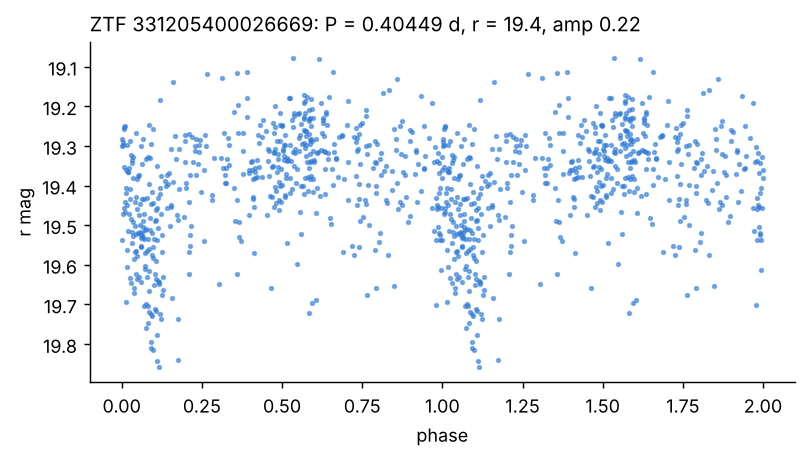 ZTF 331205400026669: P = 0.40449 d, r = 19.4, amp 0.22
19.1
19.2
19.3
19.4
19.5
19.6
19.7
19.8
r mag
0.00 0.25 0.50 0.75 1.00 1.25 1.50 1.75 2.00
phase